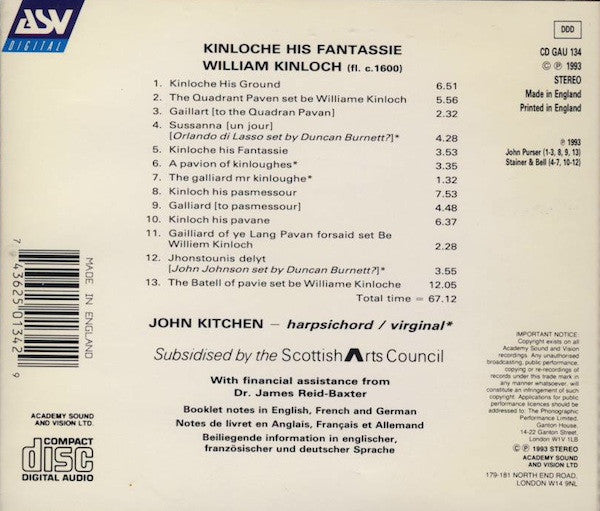 ASV
DIGITAL
KINLOCHE HIS FANTASSIE
WILLIAM KINLOCH (fl. c.1600)
1. Kinloche His Ground 6.51
2. The Quadrant Paven set be Williame Kinloch 5.56
3. Gaillart [to the Quadran Pavan] 2.32
4. Sussanna [un jour]
[Orlando di Lasso set by Duncan Burnett?]* 4.28
5. Kinloche his Fantassie 3.53
6. A pavion of kinloughes* 3.35
7. The galliard mr kinloughe* 1.32
8. Kinloch his pasmessour 7.53
9. Galliard [to pasmessour] 4.48
10. Kinloch his pavane 6.37
11. Gailliard of ye Lang Pavan forsaid set Be
Williem Kinloch 2.28
12. Jhonstounis delyt
[John Johnson set by Duncan Burnett?]* 3.55
13. The Batell of pavie set be Williame Kinloche 12.05
Total time = 67.12
JOHN KITCHEN – harpsichord / virginal*
Subsidised by the Scottish Arts Council
With financial assistance from
Dr. James Reid-Baxter
Booklet notes in English, French and German
Notes de livret en Anglais, Français et Allemand
Beiliegende information in englischer,
französischer und deutscher Sprache
DDD
CD GAU 134
© ℗ 1993
STEREO
Made in England
Printed in England
℗ 1993
John Purser (1-3, 8, 9, 13)
Stainer & Bell (4-7, 10-12)
MADE IN ENGLAND
7 43625 01342 9
ACADEMY SOUND
AND VISION LTD.
COMPACT
disc
DIGITAL AUDIO
IMPORTANT NOTICE:
Copyright exists on all
Academy Sound and Vision
recordings. Any unauthorised
broadcasting, public performance,
copying or re-recording of
records under this trade mark in
any manner whatsoever, will
constitute an infringement of such
copyright. Applications for public
performance licences should be
addressed to: The Phonographic
Performance Limited,
Ganton House,
14-22 Ganton Street,
London W1V 1LB
© ℗ 1993 STEREO
ACADEMY SOUND
AND VISION LTD.
179-181 NORTH END ROAD,
LONDON W14 9NL